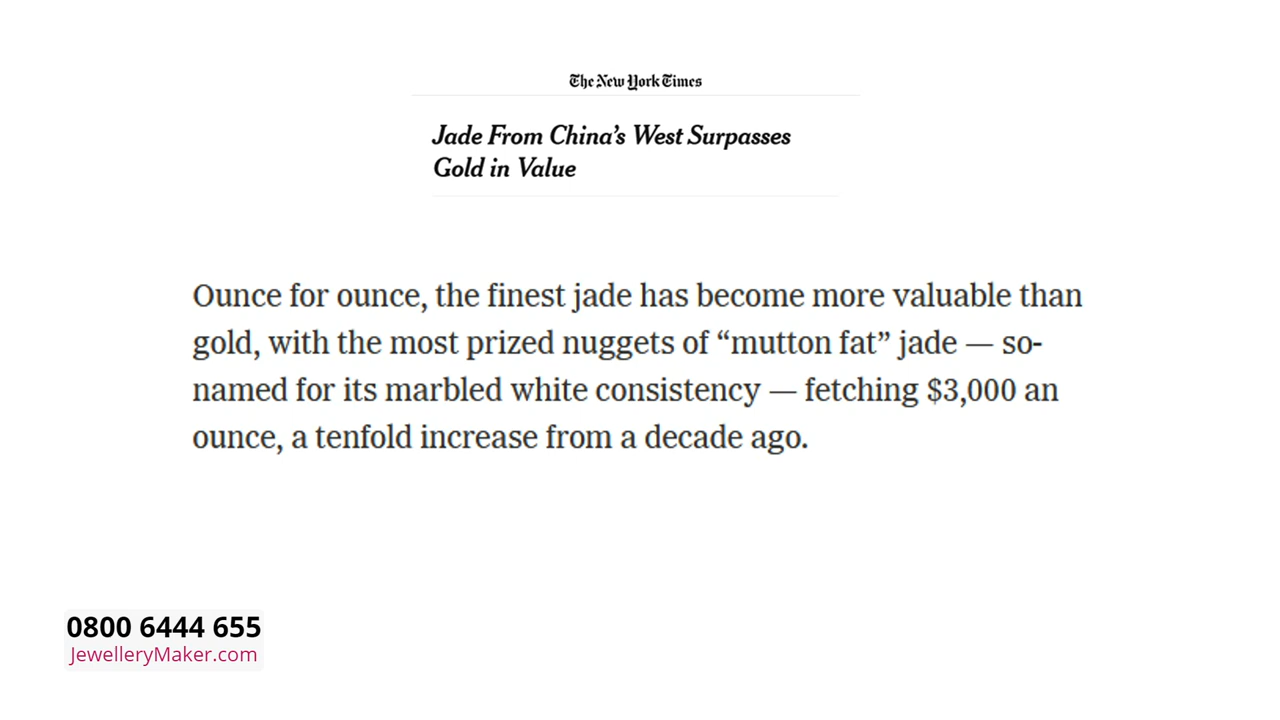 The New York Times
Jade From China's West Surpasses
Gold in Value
Ounce for ounce, the finest jade has become more valuable than
gold, with the most prized nuggets of “mutton fat” jade — so-
named for its marbled white consistency — fetching $3,000 an
ounce, a tenfold increase from a decade ago.
0800 6444 655
JewelleryMaker.com